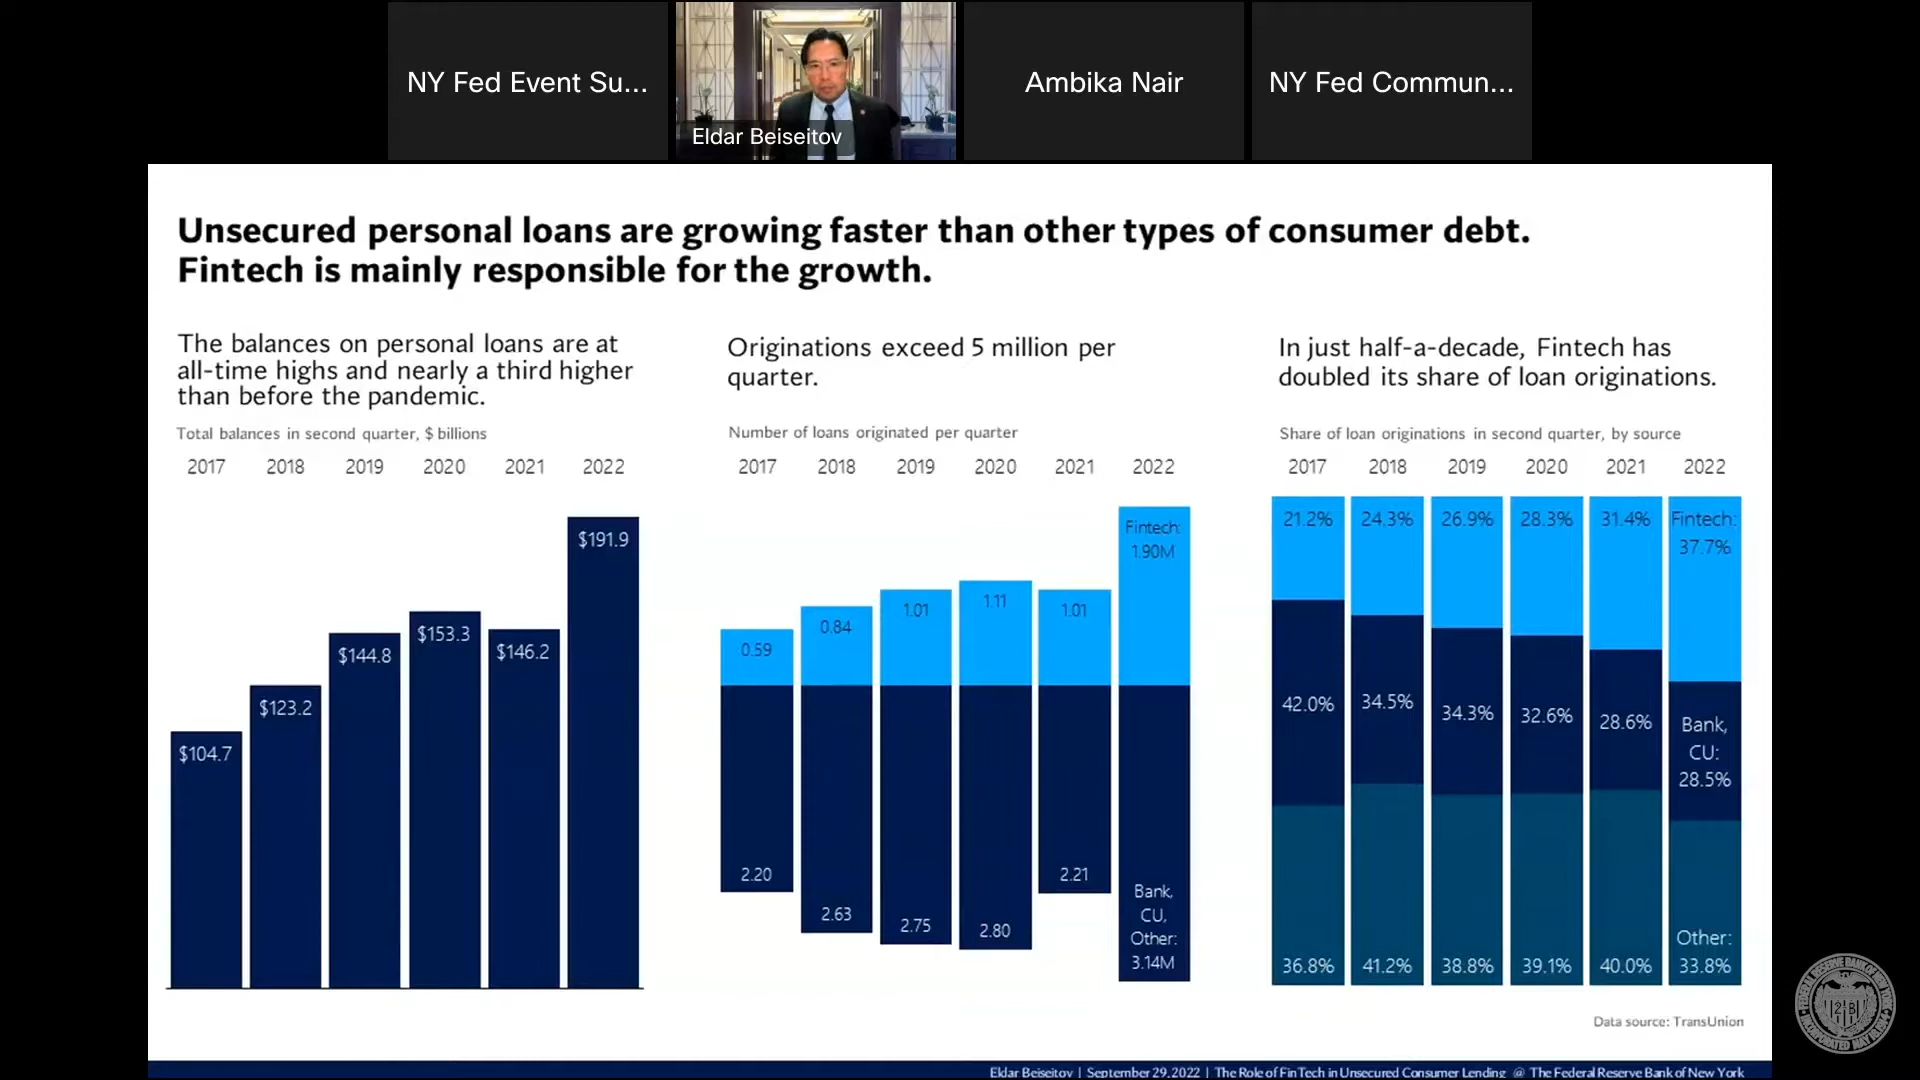 NY Fed Event Su...
Eldar Beiseitov
Ambika Nair
NY Fed Commun...
Unsecured personal loans are growing faster than other types of consumer debt.
Fintech is mainly responsible for the growth.
The balances on personal loans are at
all-time highs and nearly a third higher
than before the pandemic.
Total balances in second quarter, $ billions
2017 2018 2019 2020 2021 2022
$104.7
$123.2
$144.8
$153.3
$146.2
$191.9
Originations exceed 5 million per
quarter.
Number of loans originated per quarter
2017 2018 2019 2020 2021 2022
0.59
0.84
1.01
1.11
1.01
Fintech:
1.90M
2.20
2.63
2.75
2.80
2.21
Bank,
CU,
Other:
3.14M
In just half-a-decade, Fintech has
doubled its share of loan originations.
Share of loan originations in second quarter, by source
2017 2018 2019 2020 2021 2022
21.2% 24.3% 26.9% 28.3% 31.4% Fintech:
37.7%
42.0% 34.5% 34.3% 32.6% 28.6% Bank,
CU:
28.5%
Other:
36.8% 41.2% 38.8% 39.1% 40.0% 33.8%
Data source: TransUnion
Eldar Beiseitov | September 29, 2022 | The Role of FinTech in Unsecured Consumer Lending @ The Federal Reserve Bank of New York